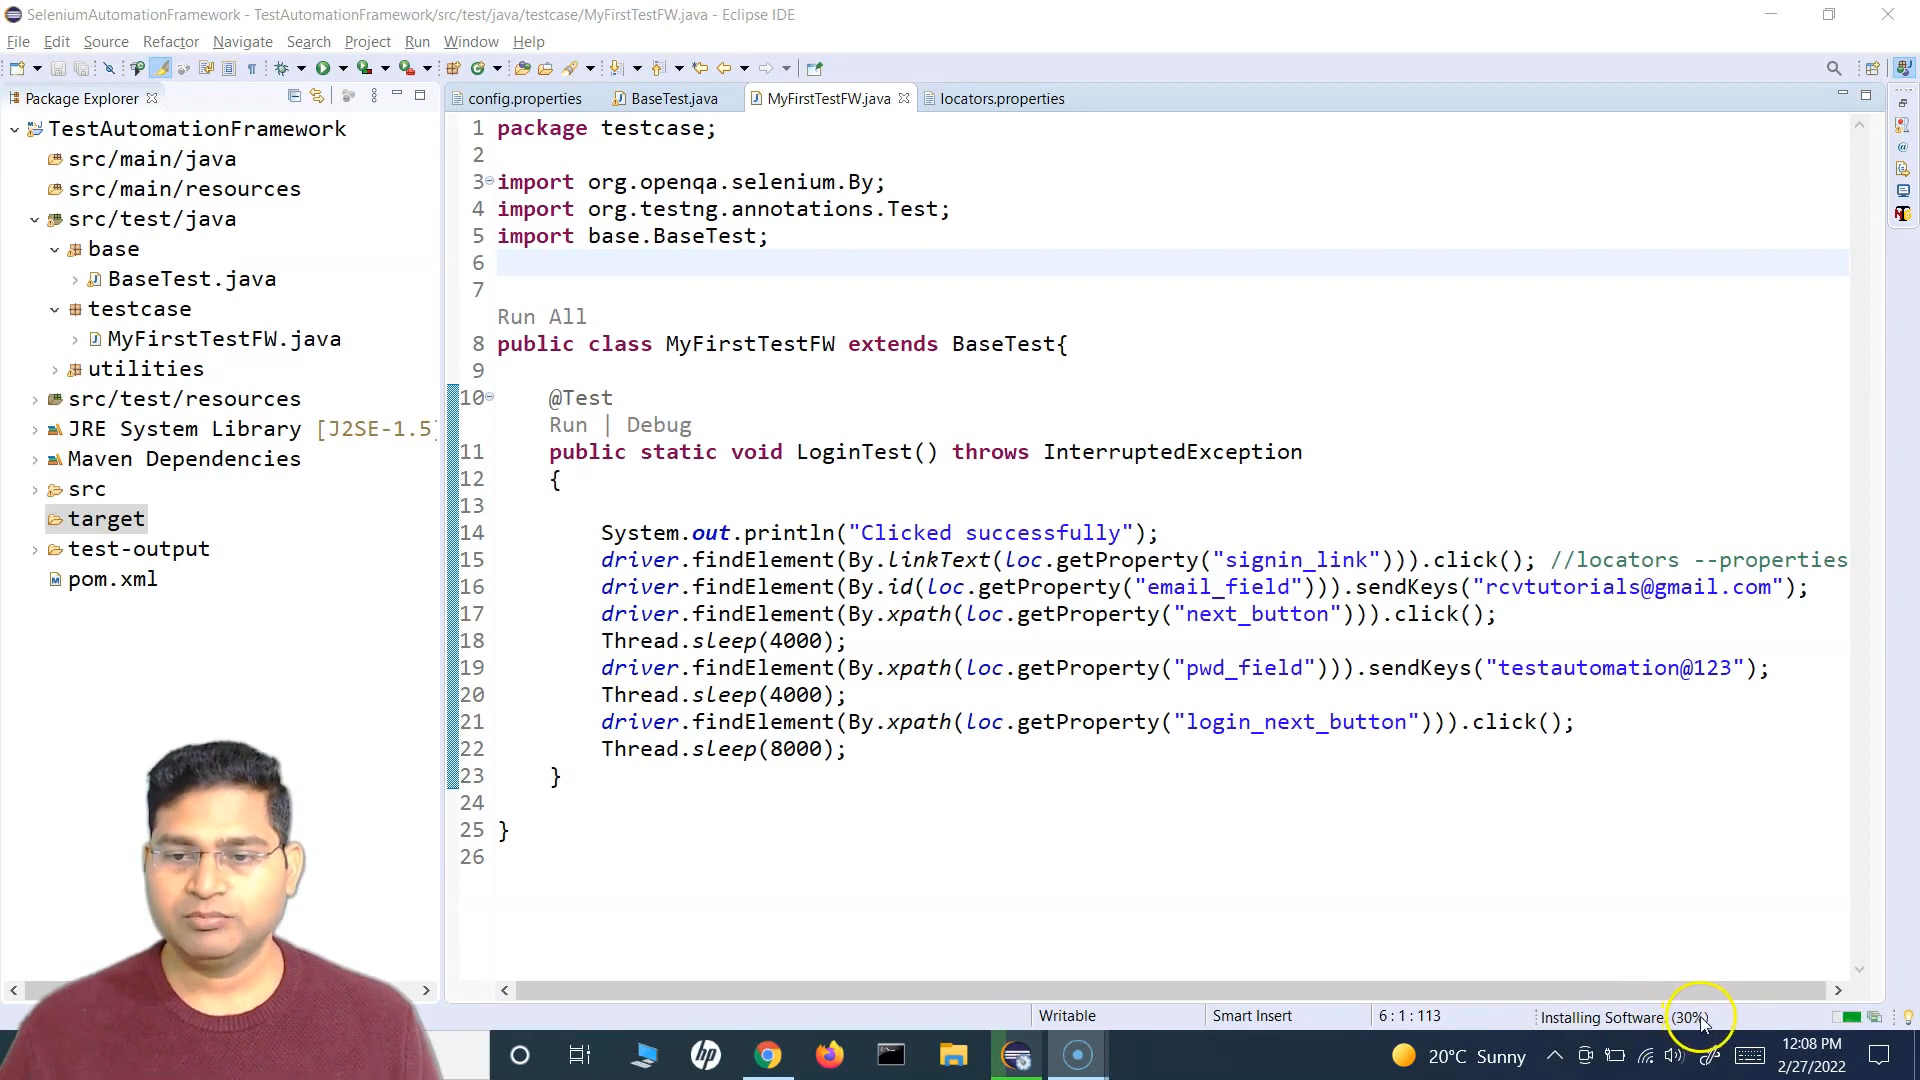 SeleniumAutomationFramework - TestAutomationFramework/src/test/java/testcase/MyFirstTestFW.java - Eclipse IDE
File Edit Source Refactor Navigate Search Project Run Window Help
Package Explorer
config.properties BaseTest.java MyFirstTestFW.java locators.properties
TestAutomationFramework
src/main/java
src/main/resources
src/test/java
base
BaseTest.java
testcase
MyFirstTestFW.java
utilities
src/test/resources
JRE System Library [J2SE-1.5]
Maven Dependencies
src
target
test-output
pom.xml
1 package testcase;
2
3 import org.openqa.selenium.By;
4 import org.testng.annotations.Test;
5 import base.BaseTest;
6
7
Run All
8 public class MyFirstTestFW extends BaseTest{
9
10 @Test
Run | Debug
11 public static void LoginTest() throws InterruptedException
12 {
13
14 System.out.println("Clicked successfully");
15 driver.findElement(By.linkText(loc.getProperty("signin_link"))).click(); //locators --properties
16 driver.findElement(By.id(loc.getProperty("email_field"))).sendKeys("rcvtutorials@gmail.com");
17 driver.findElement(By.xpath(loc.getProperty("next_button"))).click();
18 Thread.sleep(4000);
19 driver.findElement(By.xpath(loc.getProperty("pwd_field"))).sendKeys("testautomation@123");
20 Thread.sleep(4000);
21 driver.findElement(By.xpath(loc.getProperty("login_next_button"))).click();
22 Thread.sleep(8000);
23 }
24
25 }
26
Writable Smart Insert 6 : 1 : 113 Installing Software: (30%)
20°C Sunny
12:08 PM
2/27/2022